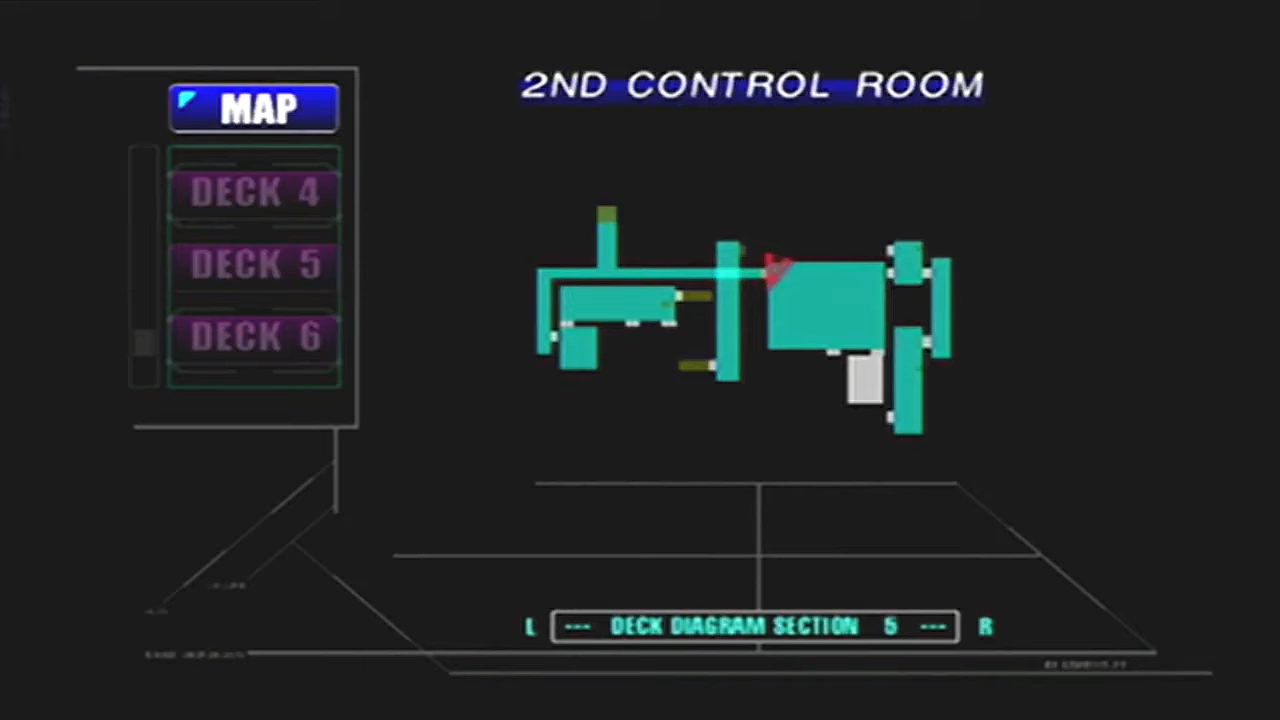 2ND CONTROL ROOM
MAP
DECK 4
DECK 5
DECK 6
L --- DECK DIAGRAM SECTION 5 --- R